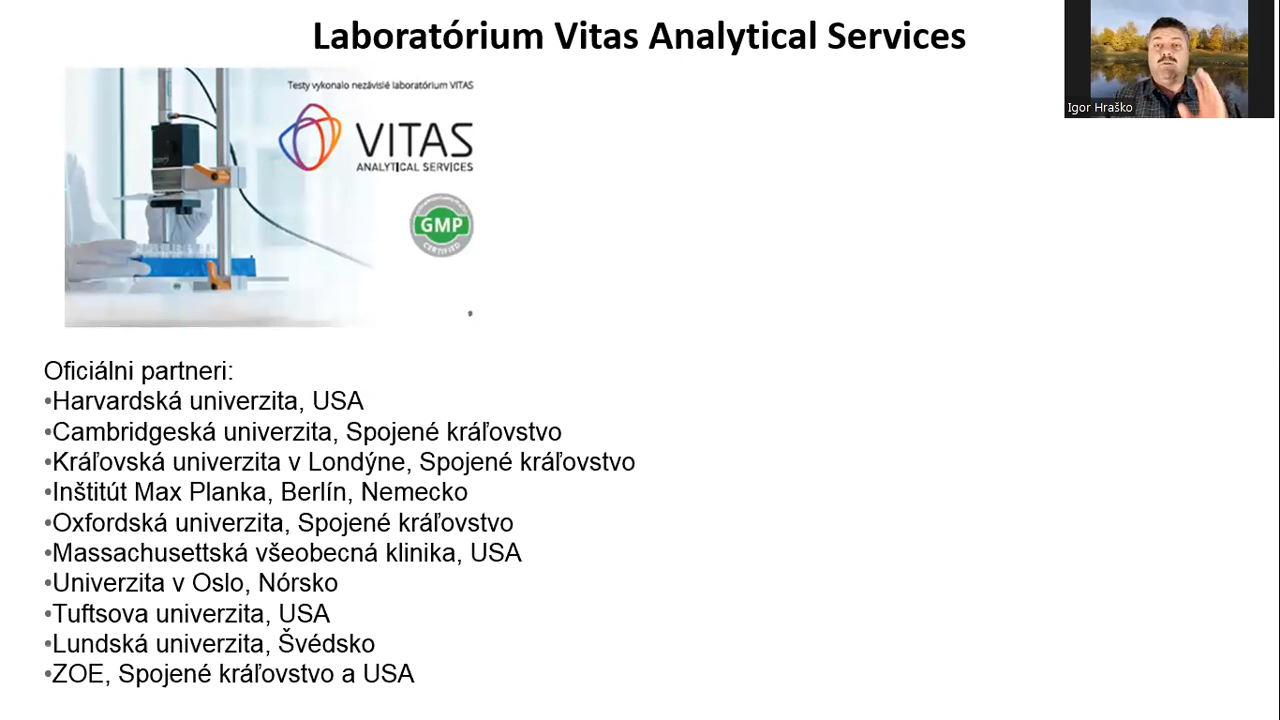 Laboratórium Vitas Analytical Services
Igor Hraško
Testy vykonalo nezávislé laboratórium VITAS
VITAS
ANALYTICAL SERVICES
GMP
CERTIFIED
Oficiálni partneri:
•Harvardská univerzita, USA
•Cambridgeská univerzita, Spojené kráľovstvo
•Kráľovská univerzita v Londýne, Spojené kráľovstvo
•Inštitút Max Planka, Berlín, Nemecko
•Oxfordská univerzita, Spojené kráľovstvo
•Massachusettská všeobecná klinika, USA
•Univerzita v Oslo, Nórsko
•Tuftsova univerzita, USA
•Lundská univerzita, Švédsko
•ZOE, Spojené kráľovstvo a USA